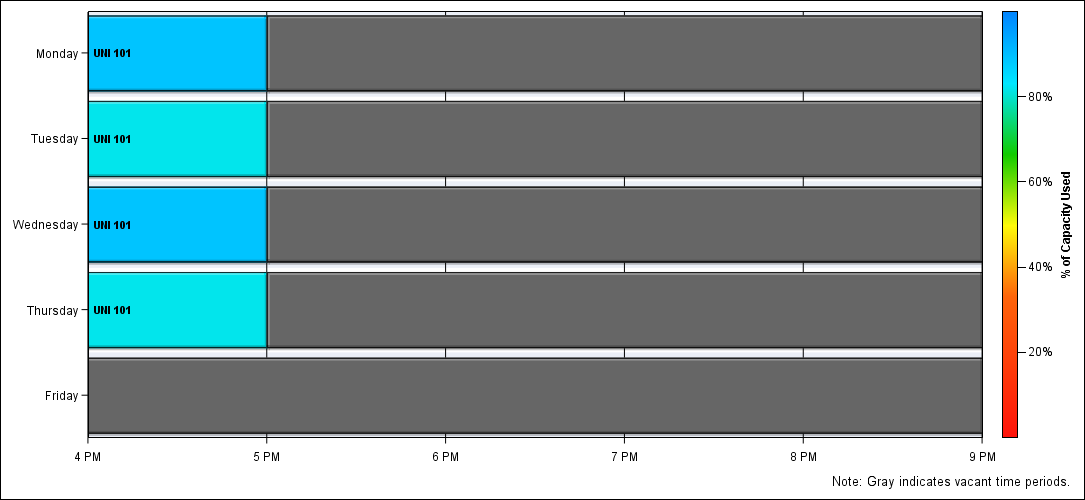 Monday
UNI 101
Tuesday
UNI 101
Wednesday
UNI 101
Thursday
UNI 101
Friday
4 PM 5 PM 6 PM 7 PM 8 PM 9 PM
80%
60%
40%
20%
% of Capacity Used
Note: Gray indicates vacant time periods.